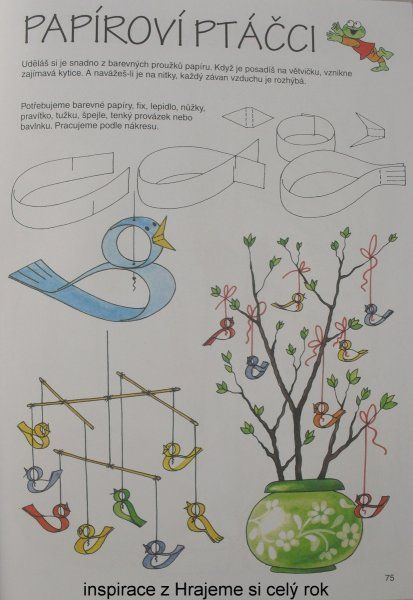 PAPÍROVÍ PTÁČCI
Uděláš si je snadno z barevných proužků papíru. Když je posadíš na větvičku, vznikne
zajímavá kytice. A navážeš-li je na nitky, každý závan vzduchu je rozhýbá.
Potřebujeme barevné papíry, fix, lepidlo, nůžky,
pravítko, tužku, špejle, tenký provázek nebo
bavlnku. Pracujeme podle nákresu.
75
inspirace z Hrajeme si celý rok